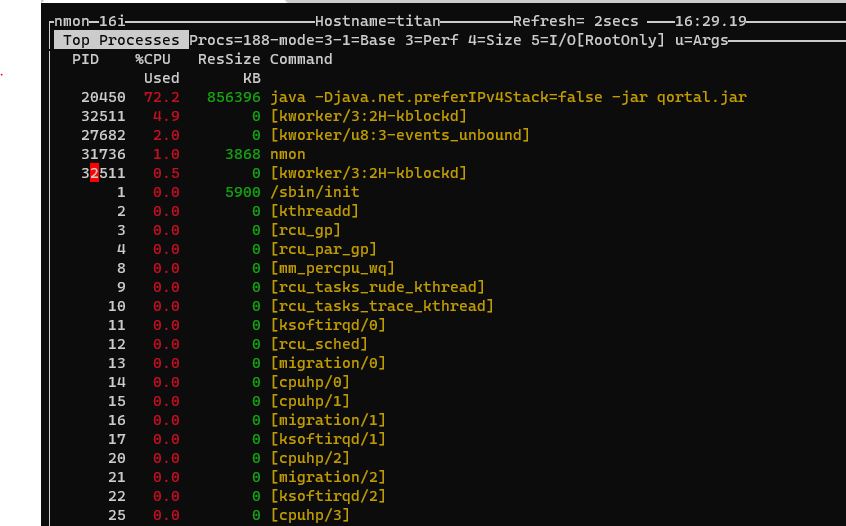 nmon─16i Hostname=titan Refresh= 2secs 16:29.19
Top Processes Procs=188-mode=3-1=Base 3=Perf 4=Size 5=I/O[RootOnly] u=Args
PID %CPU ResSize Command
Used KB
20450 72.2 856396 java -Djava.net.preferIPv4Stack=false -jar qortal.jar
32511 4.9 0 [kworker/3:2H-kblockd]
27682 2.0 0 [kworker/u8:3-events_unbound]
31736 1.0 3868 nmon
32511 0.5 0 [kworker/3:2H-kblockd]
1 0.0 5900 /sbin/init
2 0.0 0 [kthreadd]
3 0.0 0 [rcu_gp]
4 0.0 0 [rcu_par_gp]
8 0.0 0 [mm_percpu_wq]
9 0.0 0 [rcu_tasks_rude_kthread]
10 0.0 0 [rcu_tasks_trace_kthread]
11 0.0 0 [ksoftirqd/0]
12 0.0 0 [rcu_sched]
13 0.0 0 [migration/0]
14 0.0 0 [cpuhp/0]
15 0.0 0 [cpuhp/1]
16 0.0 0 [migration/1]
17 0.0 0 [ksoftirqd/1]
20 0.0 0 [cpuhp/2]
21 0.0 0 [migration/2]
22 0.0 0 [ksoftirqd/2]
25 0.0 0 [cpuhp/3]